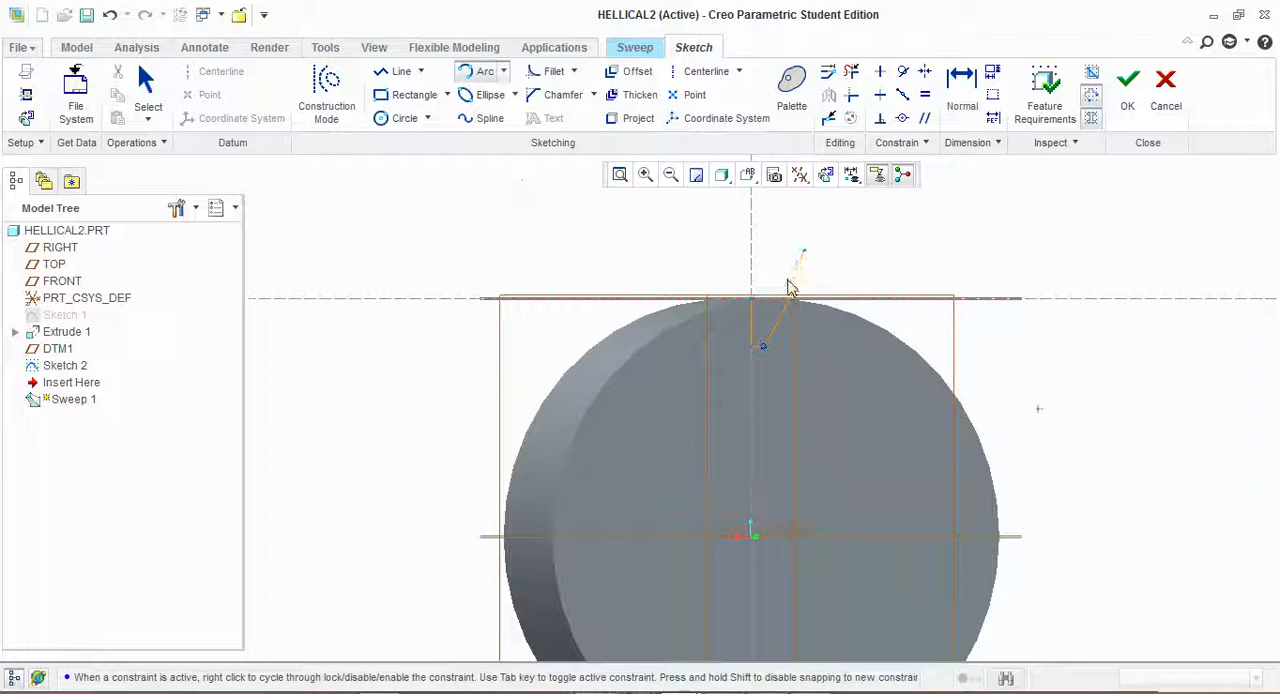 HELLICAL2 (Active) - Creo Parametric Student Edition
File Model Analysis Annotate Render Tools View Flexible Modeling Applications Sweep Sketch
File System
Select
Centerline
Point
Coordinate System
Construction Mode
Line Arc Fillet Offset Centerline
Rectangle Ellipse Chamfer Thicken Point
Circle Spline Text Project Coordinate System
Palette
Normal
Feature Requirements
OK
Cancel
Setup Get Data Operations Datum Sketching Editing Constrain Dimension Inspect Close
Model Tree
HELLICAL2.PRT
RIGHT
TOP
FRONT
PRT_CSYS_DEF
Sketch 1
Extrude 1
DTM1
Sketch 2
Insert Here
Sweep 1
When a constraint is active, right click to cycle through lock/disable/enable the constraint. Use Tab key to toggle active constraint. Press and hold Shift to disable snapping to new constrair